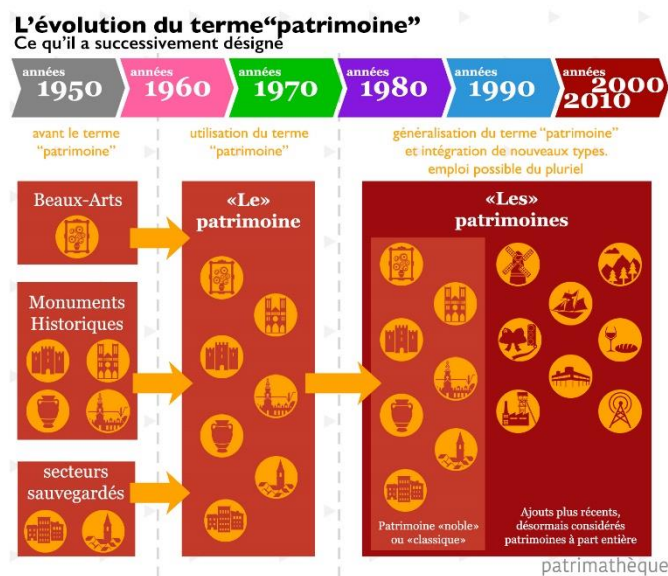 L'évolution du terme“patrimoine”
Ce qu'il a successivement désigné
années
1950
années
1960
années
1970
années
1980
années
1990
années
2000
2010
avant le terme
“patrimoine”
utilisation du terme
“patrimoine”
généralisation du terme “patrimoine”
et intégration de nouveaux types.
emploi possible du pluriel
Beaux-Arts
Monuments
Historiques
secteurs
sauvegardés
«Le»
patrimoine
«Les»
patrimoines
Patrimoine «noble»
ou «classique»
Ajouts plus récents,
désormais considérés
patrimoines à part entière
patrimathèque